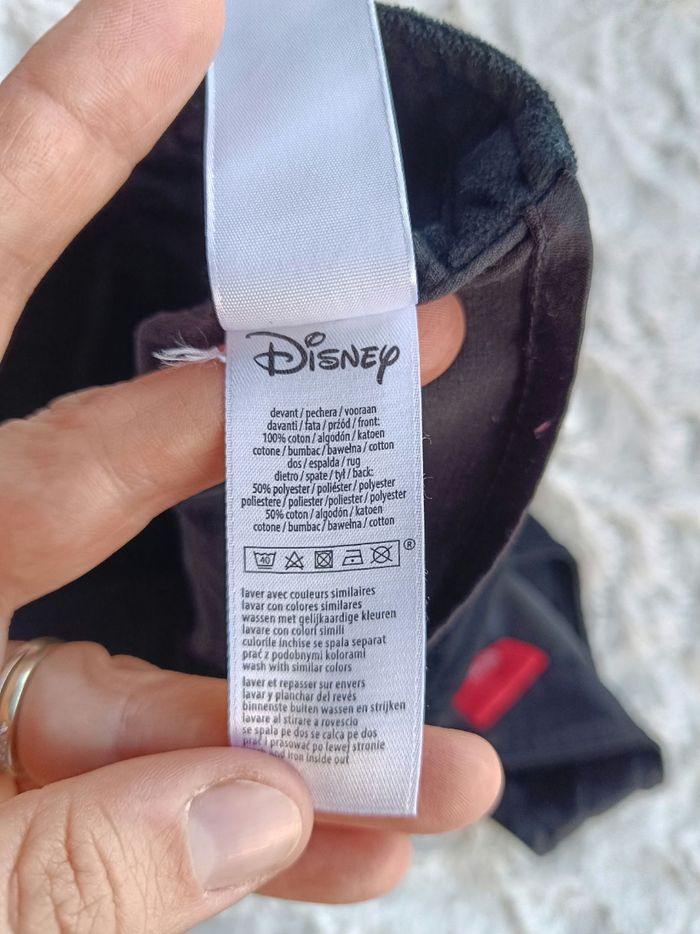 Disney
devant / pechera / vooraan
davanti / fata / przód / front:
100% coton / algodón / katoen
cotone / bumbac / bawełna / cotton
dos / espalda / rug
dietro / spate / tył / back:
50% polyester / poliéster / polyester
poliestere / poliester / poliester / polyester
50% coton / algodón / katoen
cotone / bumbac / bawełna / cotton
40
®
laver avec couleurs similaires
lavar con colores similares
wassen met gelijkaardige kleuren
lavare con colori simili
culorile inchise se spala separat
prać z podobnymi kolorami
wash with similar colors
laver et repasser sur envers
lavar y planchar del revés
binnenste buiten wassen en strijken
lavare al stirare a rovescio
se spala pe dos se calca pe dos
prać i prasować po lewej stronie
and iron inside out